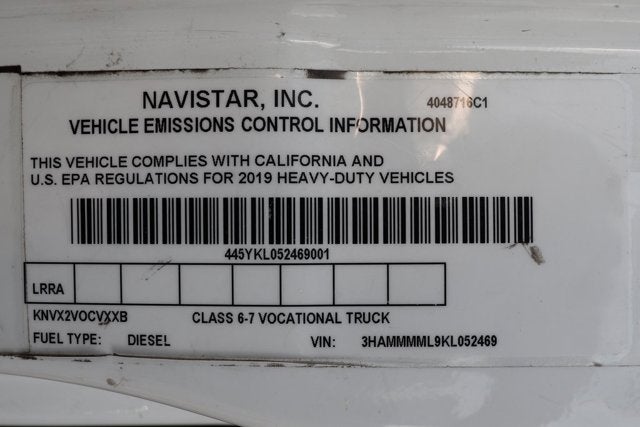 NAVISTAR, INC.
4048716C1
VEHICLE EMISSIONS CONTROL INFORMATION
THIS VEHICLE COMPLIES WITH CALIFORNIA AND
U.S. EPA REGULATIONS FOR 2019 HEAVY-DUTY VEHICLES
445YKL052469001
LRRA
KNVX2VOCVXXB CLASS 6-7 VOCATIONAL TRUCK
FUEL TYPE: DIESEL VIN: 3HAMMMML9KL052469